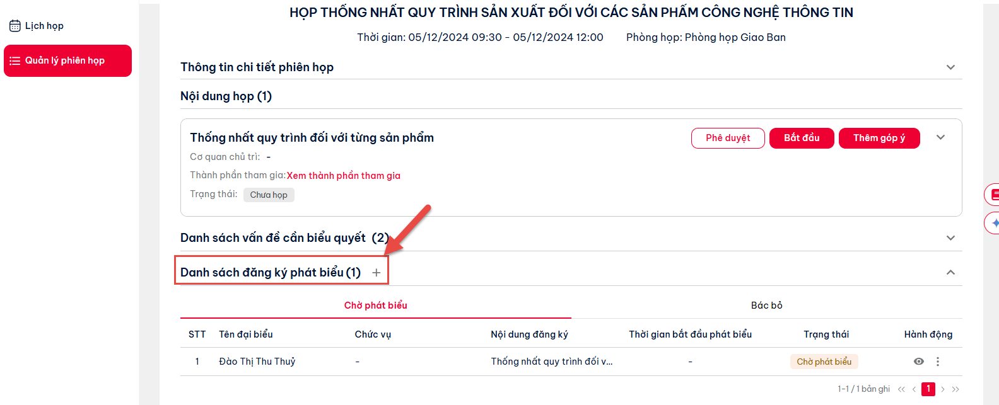 HỌP THỐNG NHẤT QUY TRÌNH SẢN XUẤT ĐỐI VỚI CÁC SẢN PHẨM CÔNG NGHỆ THÔNG TIN
Lịch họp
Thời gian: 05/12/2024 09:30 - 05/12/2024 12:00 Phòng họp: Phòng họp Giao Ban
Quản lý phiên họp
Thông tin chi tiết phiên họp
Nội dung họp (1)
Thống nhất quy trình đối với từng sản phẩm Phê duyệt Bắt đầu Thêm góp ý
Cơ quan chủ trì: -
Thành phần tham gia: Xem thành phần tham gia
Trạng thái: Chưa họp
Danh sách vấn đề cần biểu quyết (2)
Danh sách đăng ký phát biểu (1) +
Chờ phát biểu Bác bỏ
STT Tên đại biểu Chức vụ Nội dung đăng ký Thời gian bắt đầu phát biểu Trạng thái Hành động
1 Đào Thị Thu Thuỷ - Thống nhất quy trình đối v... - Chờ phát biểu
1-1 / 1 bản ghi << < 1 > >>